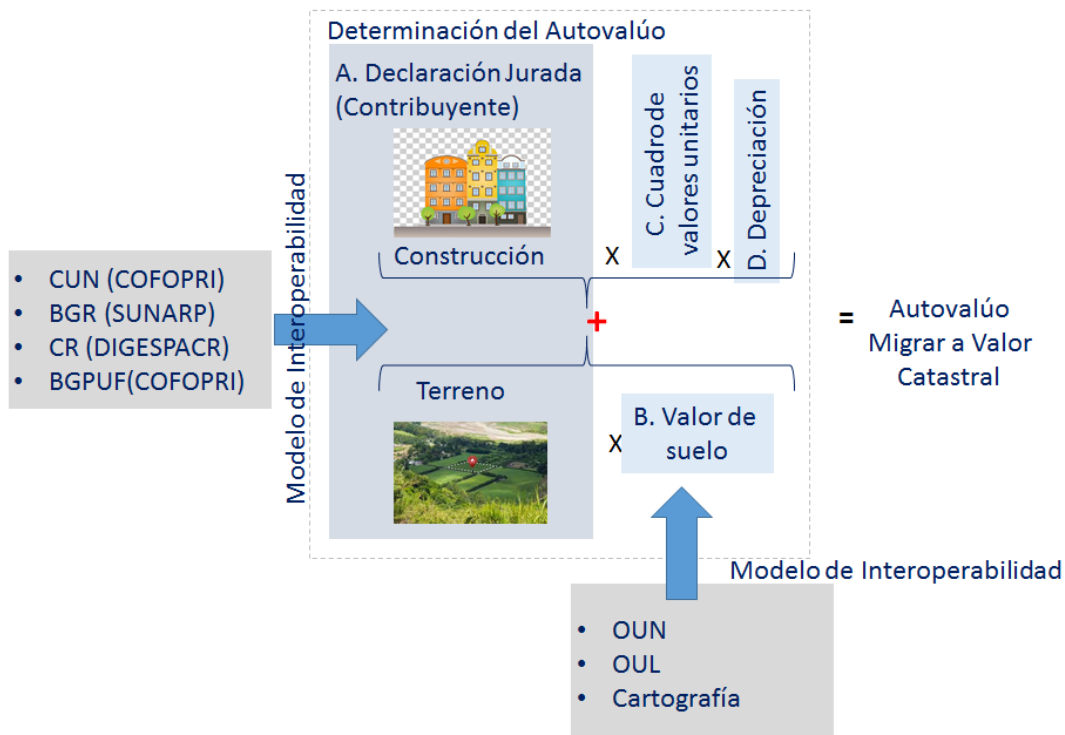 Determinación del Autovalúo
A. Declaración Jurada
(Contribuyente)
Construcción
X
C. Cuadro de
valores unitarios
X
D. Depreciación
Modelo de Interoperabilidad
• CUN (COFOPRI)
• BGR (SUNARP)
• CR (DIGESPACR)
• BGPUF(COFOPRI)
+
=
Autovalúo
Migrar a Valor
Catastral
Terreno
X
B. Valor de
suelo
Modelo de Interoperabilidad
• OUN
• OUL
• Cartografía